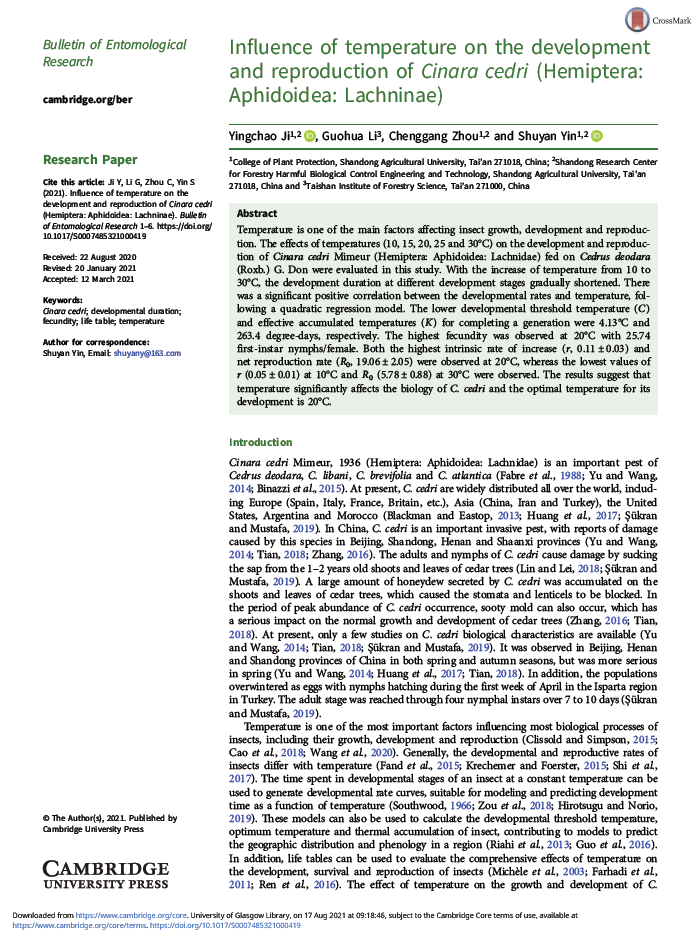 CrossMark
Bulletin of Entomological
Research
cambridge.org/ber
Research Paper
Cite this article: Ji Y, Li G, Zhou C, Yin S
(2021). Influence of temperature on the
development and reproduction of Cinara cedri
(Hemiptera: Aphidoidea: Lachninae). Bulletin
of Entomological Research 1–6. https://doi.org/
10.1017/S0007485321000419
Received: 22 August 2020
Revised: 20 January 2021
Accepted: 12 March 2021
Keywords:
Cinara cedri; developmental duration;
fecundity; life table; temperature
Author for correspondence:
Shuyan Yin, Email: shuyany@163.com
© The Author(s), 2021. Published by
Cambridge University Press
CAMBRIDGE
UNIVERSITY PRESS
Influence of temperature on the development
and reproduction of Cinara cedri (Hemiptera:
Aphidoidea: Lachninae)
Yingchao Ji1,2 iD, Guohua Li3, Chenggang Zhou1,2 and Shuyan Yin1,2 iD
1College of Plant Protection, Shandong Agricultural University, Tai'an 271018, China; 2Shandong Research Center
for Forestry Harmful Biological Control Engineering and Technology, Shandong Agricultural University, Tai'an
271018, China and 3Taishan Institute of Forestry Science, Tai'an 271000, China
Abstract
Temperature is one of the main factors affecting insect growth, development and reproduc-
tion. The effects of temperatures (10, 15, 20, 25 and 30°C) on the development and reproduc-
tion of Cinara cedri Mimeur (Hemiptera: Aphidoidea: Lachnidae) fed on Cedrus deodara
(Roxb.) G. Don were evaluated in this study. With the increase of temperature from 10 to
30°C, the development duration at different development stages gradually shortened. There
was a significant positive correlation between the developmental rates and temperature, fol-
lowing a quadratic regression model. The lower developmental threshold temperature (C)
and effective accumulated temperatures (K) for completing a generation were 4.13°C and
263.4 degree-days, respectively. The highest fecundity was observed at 20°C with 25.74
first-instar nymphs/female. Both the highest intrinsic rate of increase (r, 0.11 ± 0.03) and
net reproduction rate (R0, 19.06 ± 2.05) were observed at 20°C, whereas the lowest values of
r (0.05 ± 0.01) at 10°C and R0 (5.78 ± 0.88) at 30°C were observed. The results suggest that
temperature significantly affects the biology of C. cedri and the optimal temperature for its
development is 20°C.
Introduction
Cinara cedri Mimeur, 1936 (Hemiptera: Aphidoidea: Lachnidae) is an important pest of
Cedrus deodara, C. libani, C. brevifolia and C. atlantica (Fabre et al., 1988; Yu and Wang,
2014; Binazzi et al., 2015). At present, C. cedri are widely distributed all over the world, includ-
ing Europe (Spain, Italy, France, Britain, etc.), Asia (China, Iran and Turkey), the United
States, Argentina and Morocco (Blackman and Eastop, 2013; Huang et al., 2017; Şükran
and Mustafa, 2019). In China, C. cedri is an important invasive pest, with reports of damage
caused by this species in Beijing, Shandong, Henan and Shaanxi provinces (Yu and Wang,
2014; Tian, 2018; Zhang, 2016). The adults and nymphs of C. cedri cause damage by sucking
the sap from the 1–2 years old shoots and leaves of cedar trees (Lin and Lei, 2018; Şükran and
Mustafa, 2019). A large amount of honeydew secreted by C. cedri was accumulated on the
shoots and leaves of cedar trees, which caused the stomata and lenticels to be blocked. In
the period of peak abundance of C. cedri occurrence, sooty mold can also occur, which has
a serious impact on the normal growth and development of cedar trees (Zhang, 2016; Tian,
2018). At present, only a few studies on C. cedri biological characteristics are available (Yu
and Wang, 2014; Tian, 2018; Şükran and Mustafa, 2019). It was observed in Beijing, Henan
and Shandong provinces of China in both spring and autumn seasons, but was more serious
in spring (Yu and Wang, 2014; Huang et al., 2017; Tian, 2018). In addition, the populations
overwintered as eggs with nymphs hatching during the first week of April in the Isparta region
in Turkey. The adult stage was reached through four nymphal instars over 7 to 10 days (Şükran
and Mustafa, 2019).
Temperature is one of the most important factors influencing most biological processes of
insects, including their growth, development and reproduction (Clissold and Simpson, 2015;
Cao et al., 2018; Wang et al., 2020). Generally, the developmental and reproductive rates of
insects differ with temperature (Fand et al., 2015; Krechemer and Foerster, 2015; Shi et al.,
2017). The time spent in developmental stages of an insect at a constant temperature can be
used to generate developmental rate curves, suitable for modeling and predicting development
time as a function of temperature (Southwood, 1966; Zou et al., 2018; Hirotsugu and Norio,
2019). These models can also be used to calculate the developmental threshold temperature,
optimum temperature and thermal accumulation of insect, contributing to models to predict
the geographic distribution and phenology in a region (Riahi et al., 2013; Guo et al., 2016).
In addition, life tables can be used to evaluate the comprehensive effects of temperature on
the development, survival and reproduction of insects (Michèle et al., 2003; Farhadi et al.,
2011; Ren et al., 2016). The effect of temperature on the growth and development of C.
Downloaded from https://www.cambridge.org/core. University of Glasgow Library, on 17 Aug 2021 at 09:18:46, subject to the Cambridge Core terms of use, available at
https://www.cambridge.org/core/terms. https://doi.org/10.1017/S0007485321000419